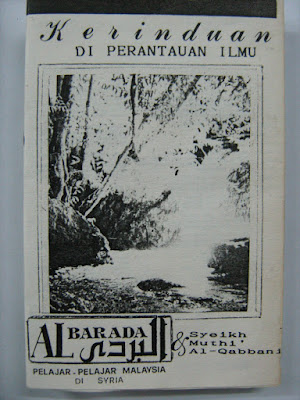 Kerinduan
DI PERANTAUAN ILMU
AL BARADA البردى & Syeikh
Muthi'
Al-Qabbani
PELAJAR-PELAJAR MALAYSIA
DI SYRIA